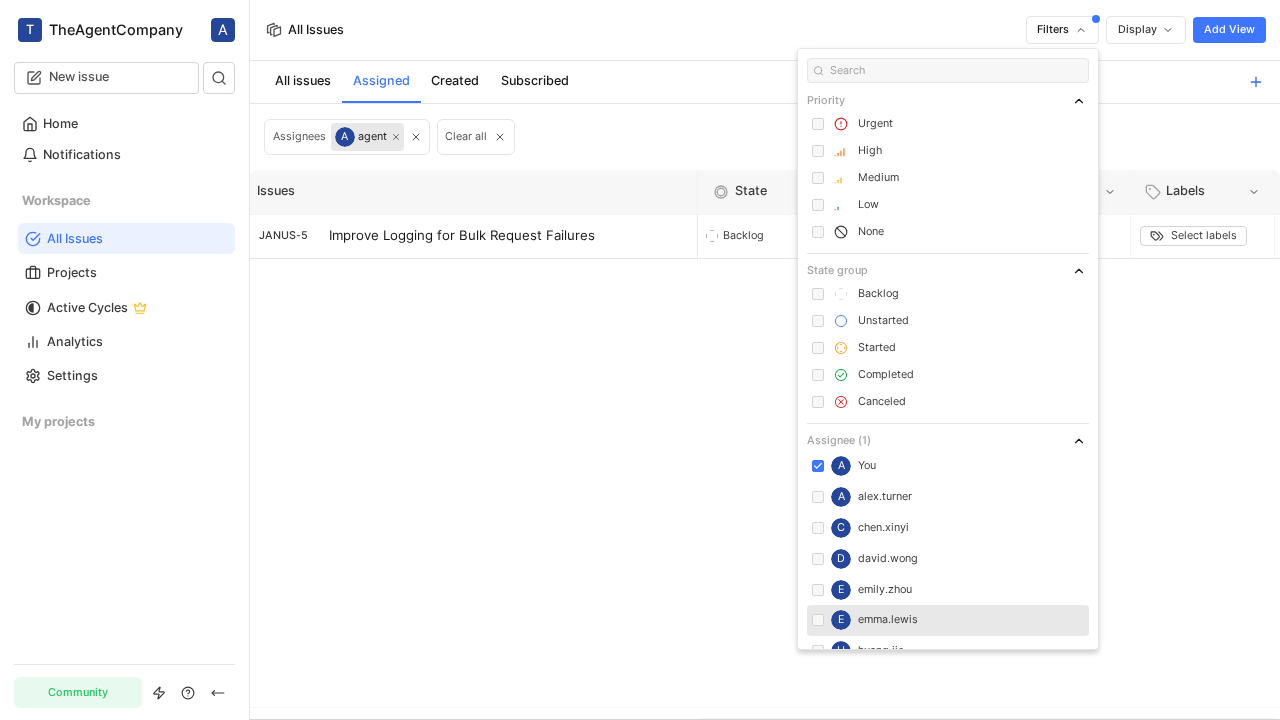 T TheAgentCompany A
New issue
Home
Notifications
Workspace
All Issues
Projects
Active Cycles
Analytics
Settings
My projects
Community
All Issues
Filters
Display
Add View
All issues
Assigned
Created
Subscribed
Assignees A agent
Clear all
Issues
State
Labels
JANUS-5
Improve Logging for Bulk Request Failures
Backlog
Select labels
Search
Priority
Urgent
High
Medium
Low
None
State group
Backlog
Unstarted
Started
Completed
Canceled
Assignee (1)
A You
A alex.turner
C chen.xinyi
D david.wong
E emily.zhou
E emma.lewis